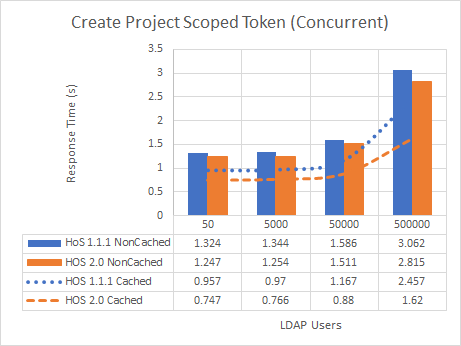 Create Project Scoped Token (Concurrent)
3.5
3
2.5
2
1.5
1
0.5
0
Response Time (s)
50 5000 50000 500000
HoS 1.1.1 NonCached 1.324 1.344 1.586 3.062
HOS 2.0 NonCached 1.247 1.254 1.511 2.815
HOS 1.1.1 Cached 0.957 0.97 1.167 2.457
HOS 2.0 Cached 0.747 0.766 0.88 1.62
LDAP Users